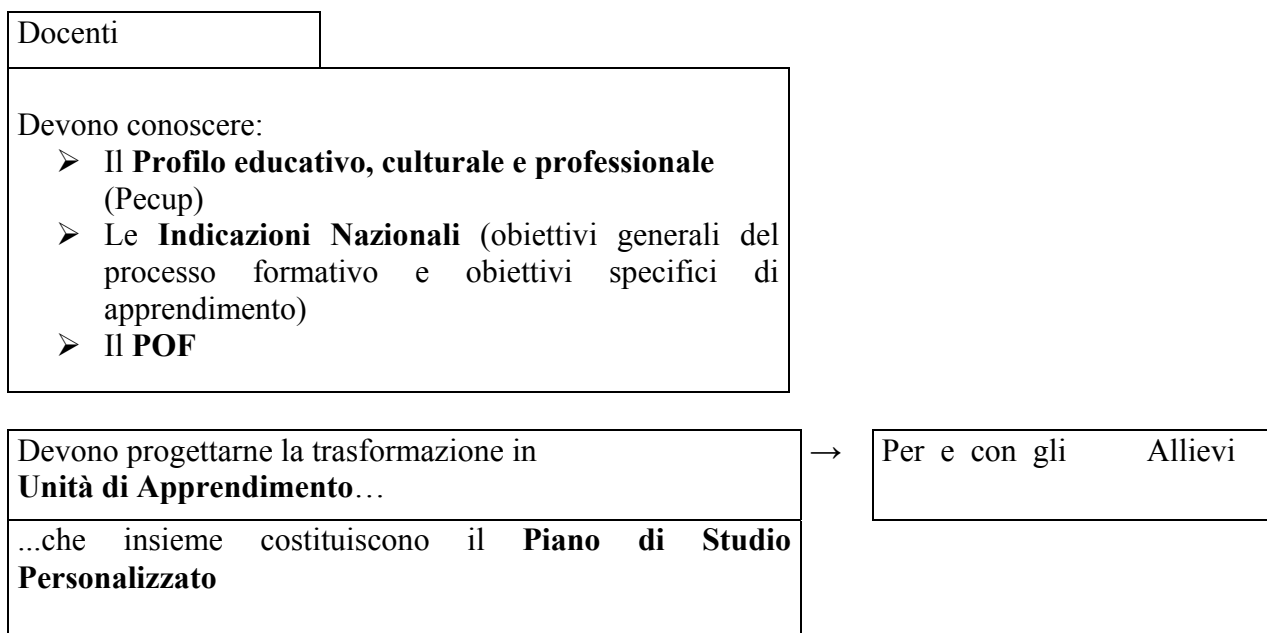 Docenti
Devono conoscere:
➢ Il Profilo educativo, culturale e professionale
(Pecup)
➢ Le Indicazioni Nazionali (obiettivi generali del
processo formativo e obiettivi specifici di
apprendimento)
➢ Il POF
Devono progettarne la trasformazione in
Unità di Apprendimento…
→
Per e con gli Allievi
...che insieme costituiscono il Piano di Studio
Personalizzato